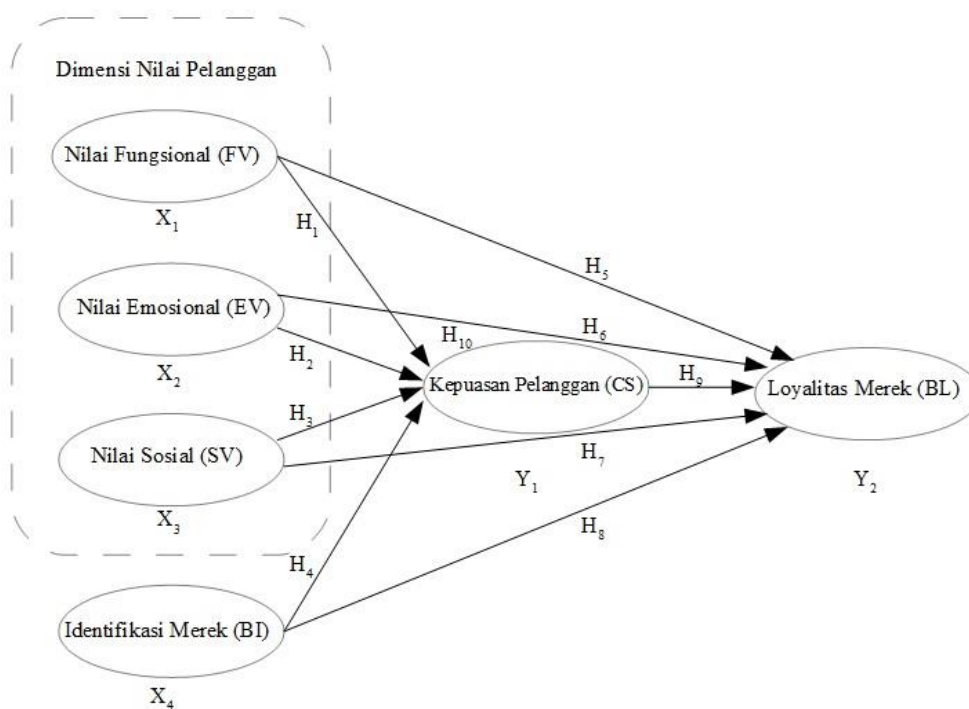 Dimensi Nilai Pelanggan
Nilai Fungsional (FV)
X₁
H₁
H₅
Nilai Emosional (EV)
X₂
H₂
H₁₀
H₆
Kepuasan Pelanggan (CS)
Y₁
H₉
Loyalitas Merek (BL)
Y₂
H₃
Nilai Sosial (SV)
X₃
H₇
H₄
H₈
Identifikasi Merek (BI)
X₄